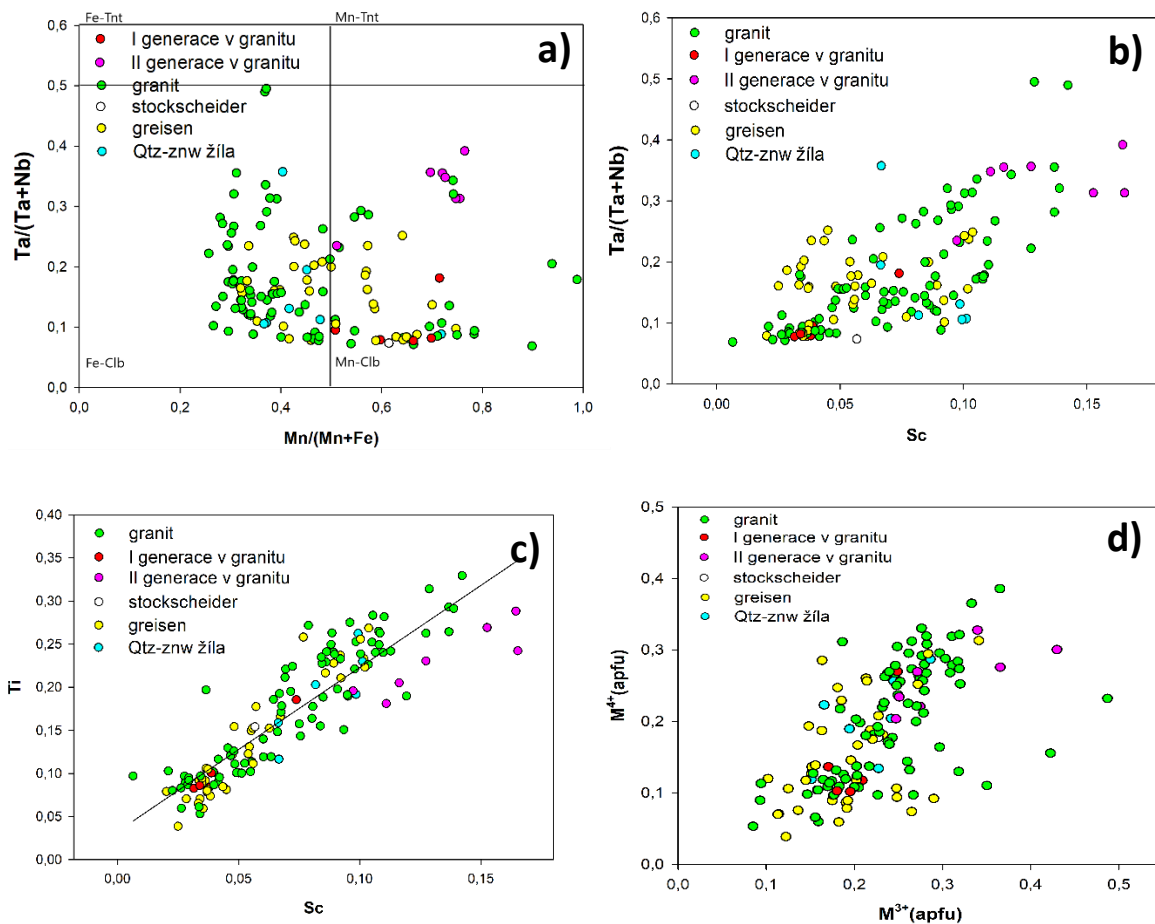 Fe-Tnt
Mn-Tnt
a)
0,6
0,5
0,4
0,3
0,2
0,1
0,0
Ta/(Ta+Nb)
I generace v granitu
II generace v granitu
granit
stockscheider
greisen
Qtz-znw žíla
Fe-Clb
Mn-Clb
0,0
0,2
0,4
0,6
0,8
1,0
Mn/(Mn+Fe)
b)
0,6
0,5
0,4
0,3
0,2
0,1
0,0
Ta/(Ta+Nb)
granit
I generace v granitu
II generace v granitu
stockscheider
greisen
Qtz-znw žíla
0,00
0,05
0,10
0,15
Sc
c)
0,40
0,35
0,30
0,25
0,20
0,15
0,10
0,05
0,00
Ti
granit
I generace v granitu
II generace v granitu
stockscheider
greisen
Qtz-znw žíla
0,00
0,05
0,10
0,15
Sc
d)
0,5
0,4
0,3
0,2
0,1
0,0
M⁴⁺(apfu)
granit
I generace v granitu
II generace v granitu
stockscheider
greisen
Qtz-znw žíla
0,0
0,1
0,2
0,3
0,4
0,5
M³⁺(apfu)